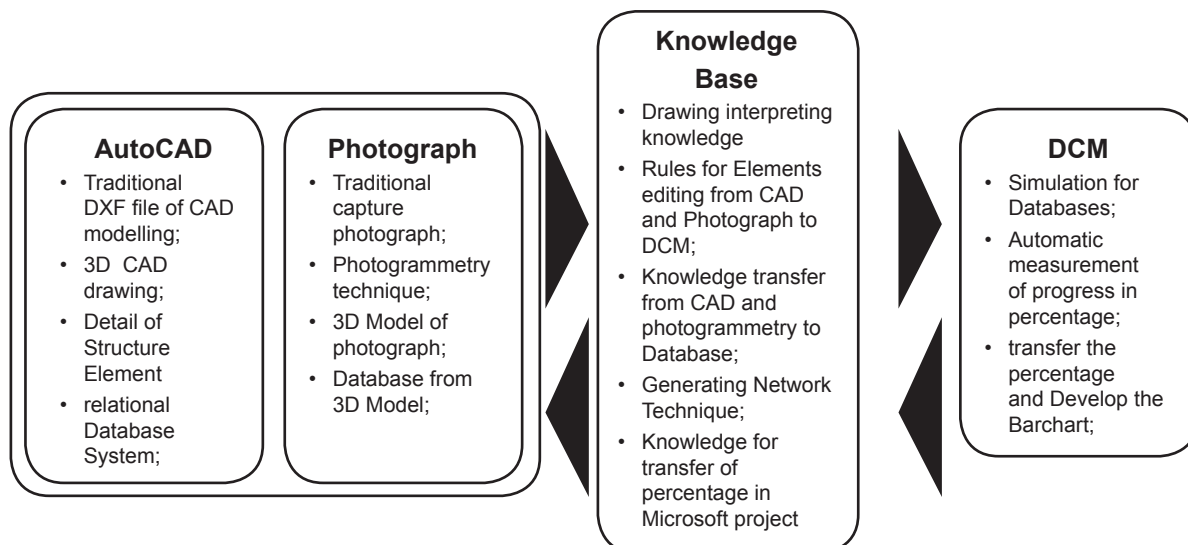 AutoCAD
• Traditional
DXF file of CAD
modelling;
• 3D CAD
drawing;
• Detail of
Structure
Element
• relational
Database
System;
Photograph
• Traditional
capture
photograph;
• Photogrammetry
technique;
• 3D Model of
photograph;
• Database from
3D Model;
Knowledge
Base
• Drawing interpreting
knowledge
• Rules for Elements
editing from CAD
and Photograph to
DCM;
• Knowledge transfer
from CAD and
photogrammetry to
Database;
• Generating Network
Technique;
• Knowledge for
transfer of
percentage in
Microsoft project
DCM
• Simulation for
Databases;
• Automatic
measurement
of progress in
percentage;
• transfer the
percentage
and Develop the
Barchart;